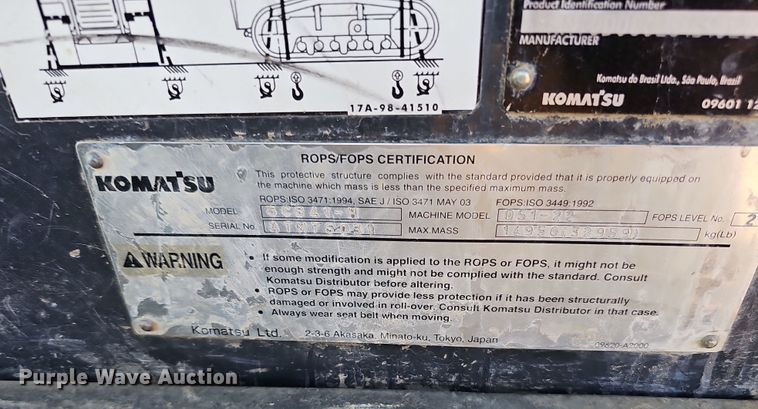 Product Identification Number
MANUFACTURER
Komatsu do Brasil Ltda., São Paulo, Brazil
KOMATSU 09601 12
17A-98-41510
ROPS/FOPS CERTIFICATION
KOMATSU
This protective structure complies with the standard provided that it is properly equipped on
the machine which mass is less than the specified maximum mass.
ROPS:ISO 3471:1994, SAE J / ISO 3471 MAY 03 FOPS:ISO 3449:1992
MODEL MACHINE MODEL D51-22 FOPS LEVEL No. 2
SERIAL No. MAX.MASS kg(Lb)
WARNING
• If some modification is applied to the ROPS or FOPS, it might not be
enough strength and might not be complied with the standard. Consult
Komatsu Distributor before altering.
• ROPS or FOPS may provide less protection if it has been structurally
damaged or involved in roll-over. Consult Komatsu Distributor in that case.
• Always wear seat belt when moving.
Komatsu Ltd. 2-3-6 Akasaka, Minato-ku, Tokyo, Japan
09620-A2000
Purple Wave Auction